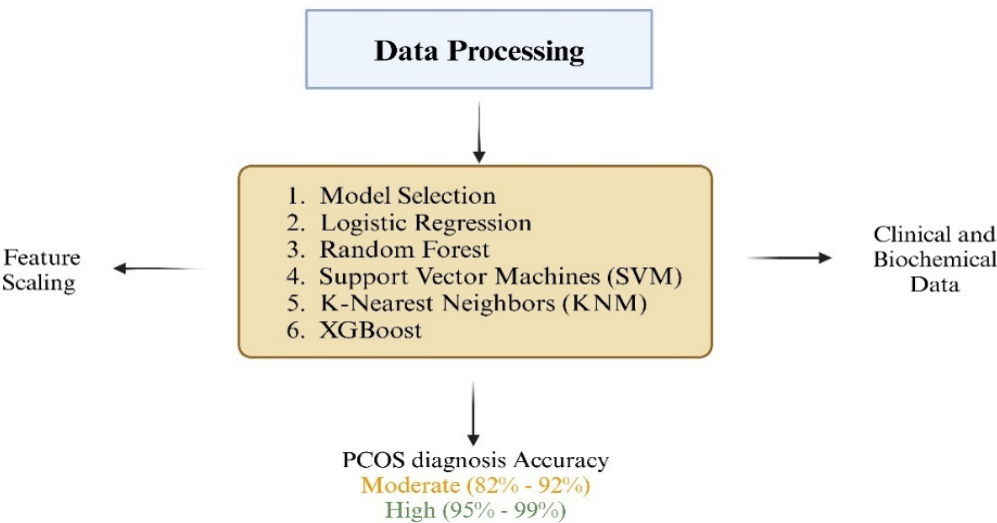 Data Processing
1. Model Selection
2. Logistic Regression
3. Random Forest
4. Support Vector Machines (SVM)
5. K-Nearest Neighbors (KNM)
6. XGBoost
Feature
Scaling
Clinical and
Biochemical
Data
PCOS diagnosis Accuracy
Moderate (82% - 92%)
High (95% - 99%)